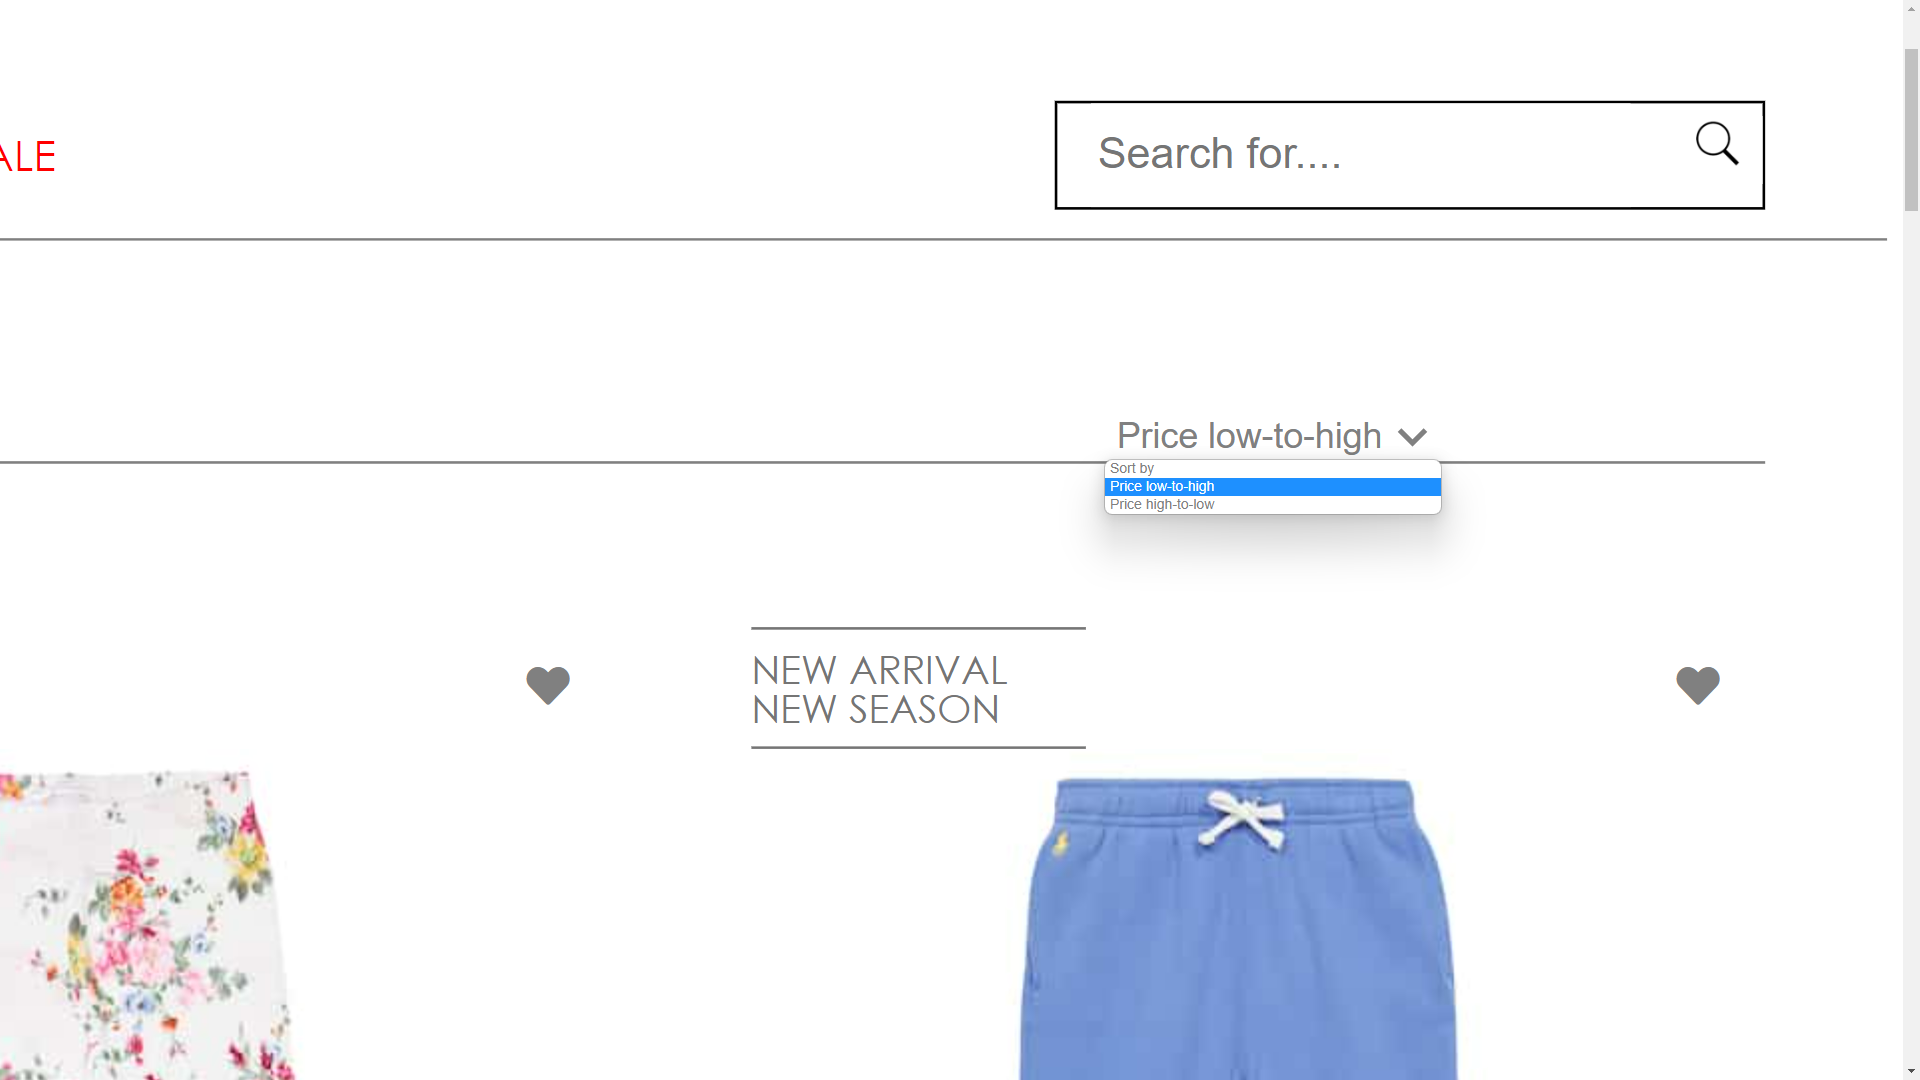 ALE
Search for....
Price low-to-high
Sort by
Price low-to-high
Price high-to-low
NEW ARRIVAL
NEW SEASON